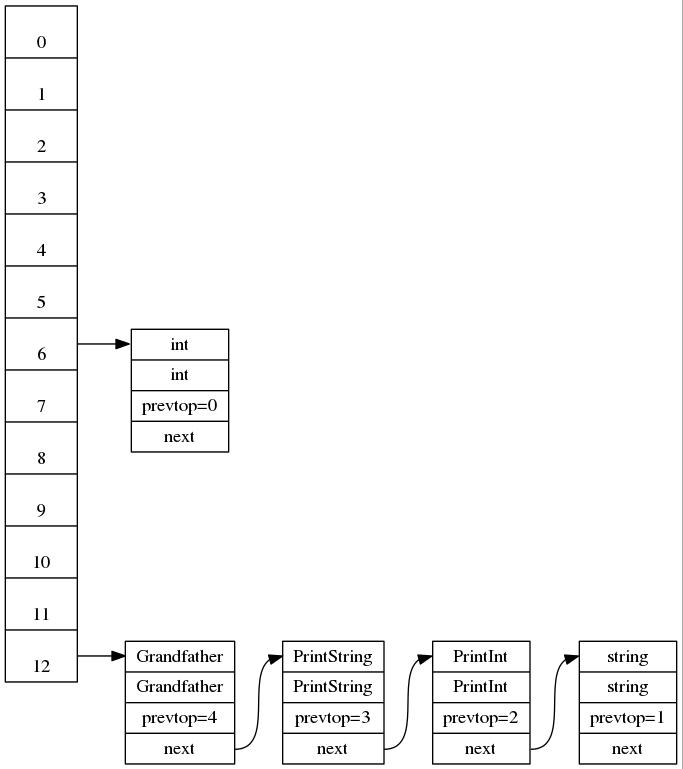 0
1
2
3
4
5
6
7
8
9
10
11
12
int
int
prevtop=0
next
Grandfather
Grandfather
prevtop=4
next
PrintString
PrintString
prevtop=3
next
PrintInt
PrintInt
prevtop=2
next
string
string
prevtop=1
next